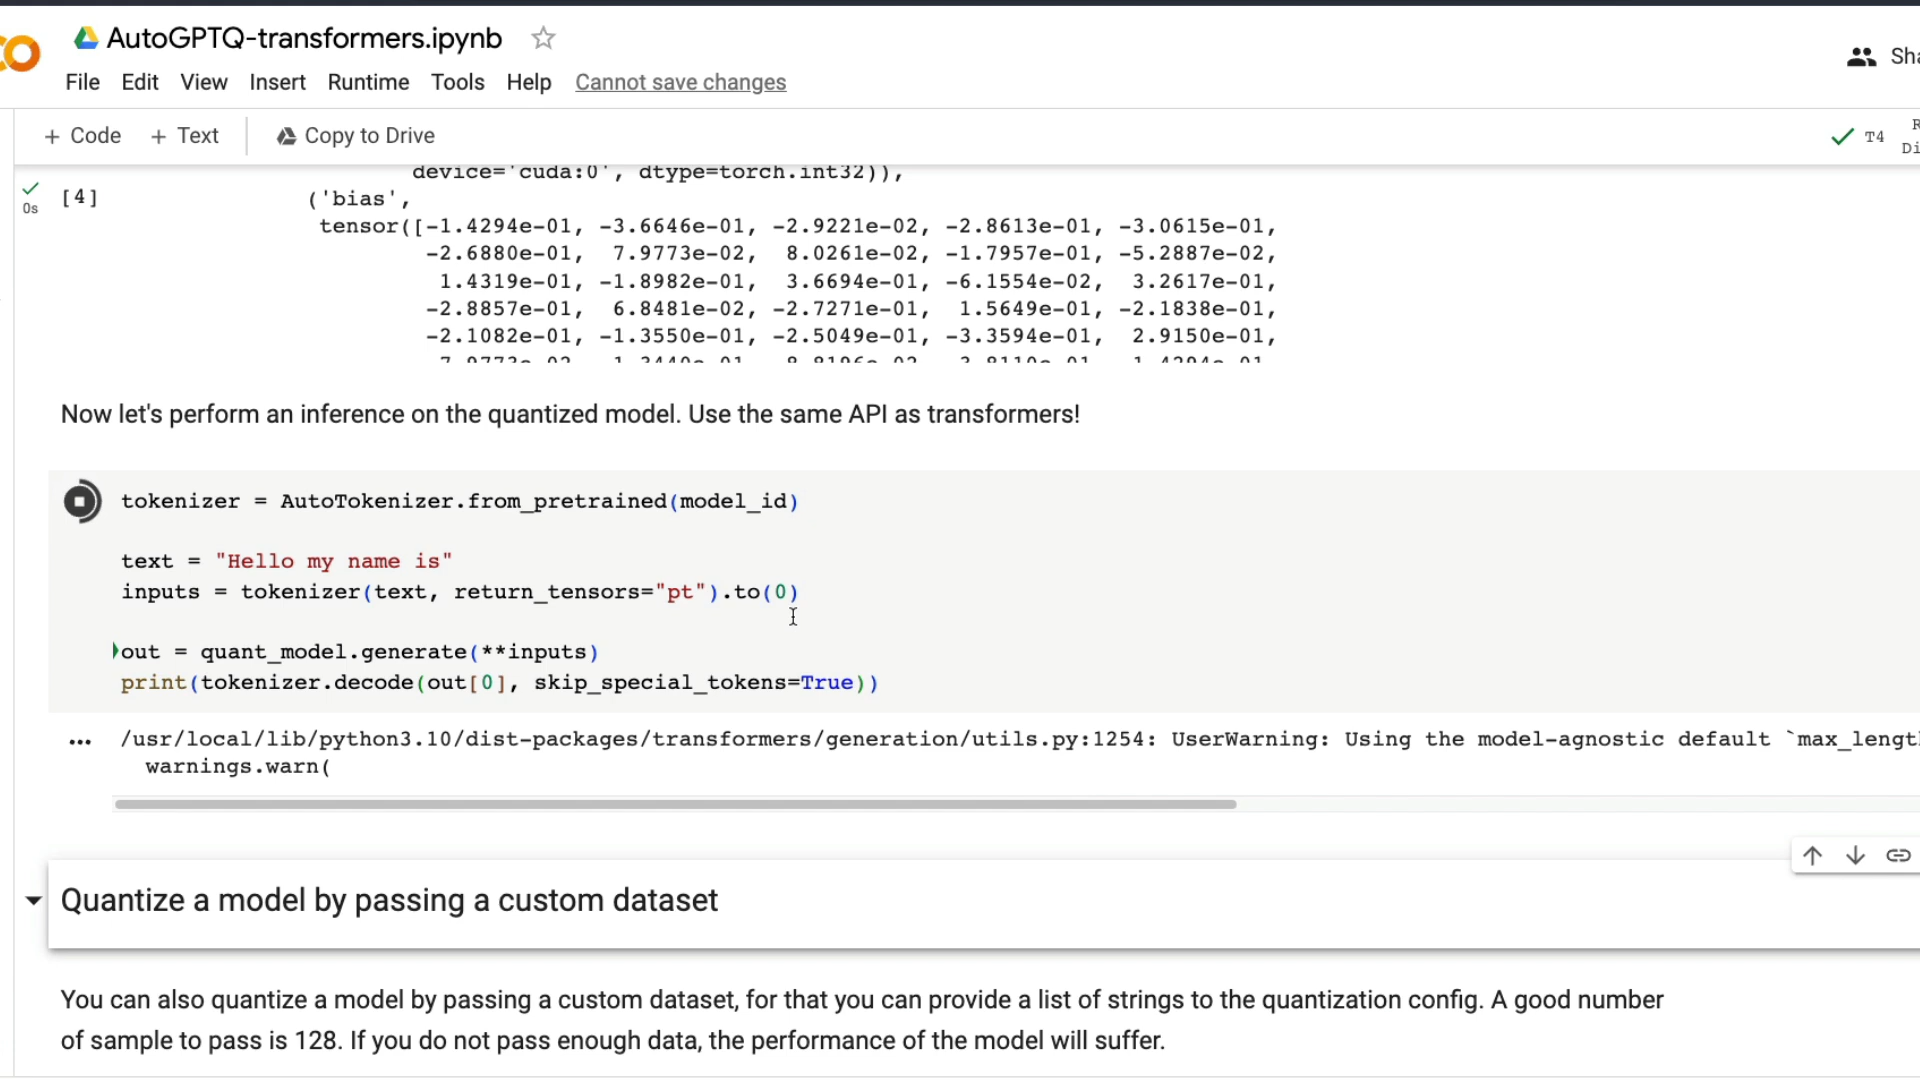 AutoGPTQ-transformers.ipynb
File Edit View Insert Runtime Tools Help Cannot save changes
+ Code + Text Copy to Drive
T4
device='cuda:0', dtype=torch.int32)),
[4] ('bias',
0s
tensor([-1.4294e-01, -3.6646e-01, -2.9221e-02, -2.8613e-01, -3.0615e-01,
-2.6880e-01, 7.9773e-02, 8.0261e-02, -1.7957e-01, -5.2887e-02,
1.4319e-01, -1.8982e-01, 3.6694e-01, -6.1554e-02, 3.2617e-01,
-2.8857e-01, 6.8481e-02, -2.7271e-01, 1.5649e-01, -2.1838e-01,
-2.1082e-01, -1.3550e-01, -2.5049e-01, -3.3594e-01, 2.9150e-01,
Now let's perform an inference on the quantized model. Use the same API as transformers!
tokenizer = AutoTokenizer.from_pretrained(model_id)
text = "Hello my name is"
inputs = tokenizer(text, return_tensors="pt").to(0)
out = quant_model.generate(**inputs)
print(tokenizer.decode(out[0], skip_special_tokens=True))
... /usr/local/lib/python3.10/dist-packages/transformers/generation/utils.py:1254: UserWarning: Using the model-agnostic default `max_lengt
warnings.warn(
Quantize a model by passing a custom dataset
You can also quantize a model by passing a custom dataset, for that you can provide a list of strings to the quantization config. A good number
of sample to pass is 128. If you do not pass enough data, the performance of the model will suffer.